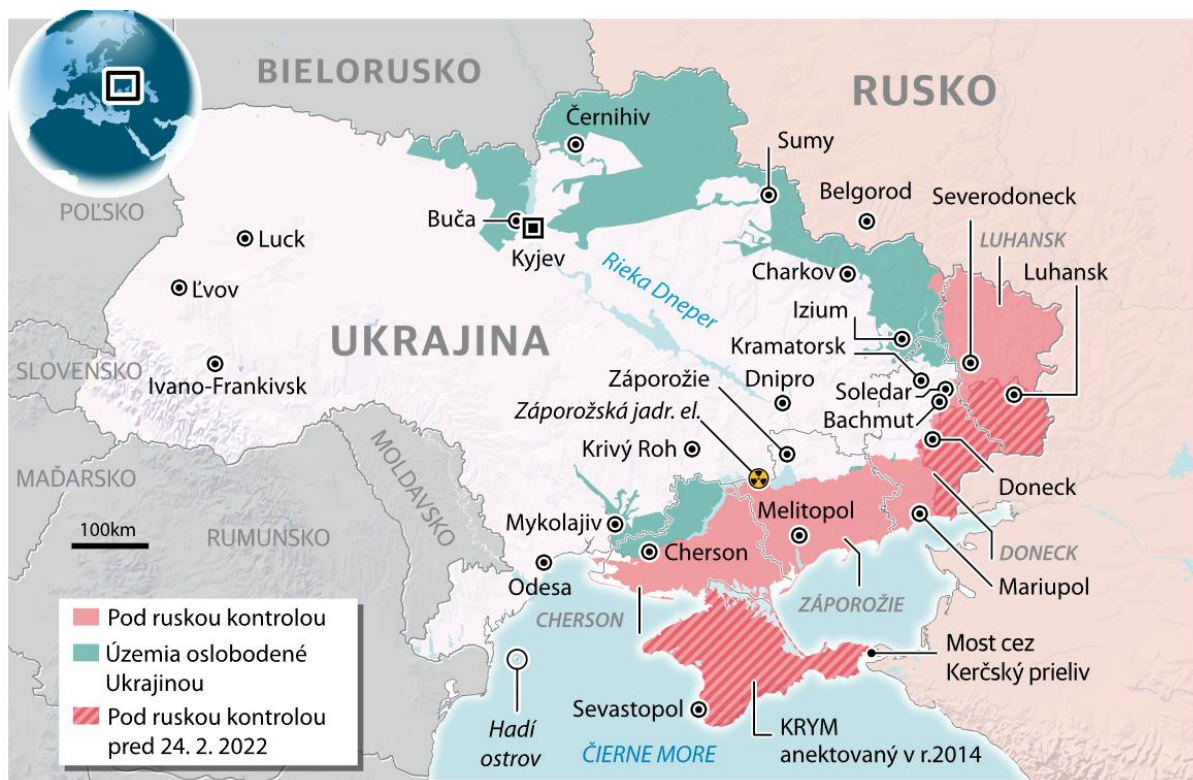 BIELORUSKO
RUSKO
Černihiv
Sumy
Belgorod
Severodoneck
POĽSKO
Buča
LUHANSK
Luck
Kyjev
Luhansk
Rieka Dneper
Charkov
Ľvov
Izium
UKRAJINA
Kramatorsk
SLOVENSKO
Ivano-Frankivsk
Záporožie
Dnipro
Soledar
Záporožská jadr. el.
Bachmut
Krivý Roh
MOLDAVSKO
MAĎARSKO
Doneck
100km
Mykolajiv
Melitopol
RUMUNSKO
Cherson
DONECK
Odesa
Mariupol
ZÁPOROŽIE
CHERSON
Pod ruskou kontrolou
Územia oslobodené
Ukrajinou
Pod ruskou kontrolou
pred 24. 2. 2022
Most cez
Kerčský prieliv
Hadí
ostrov
Sevastopol
ČIERNE MORE
KRYM
anektovaný v r.2014